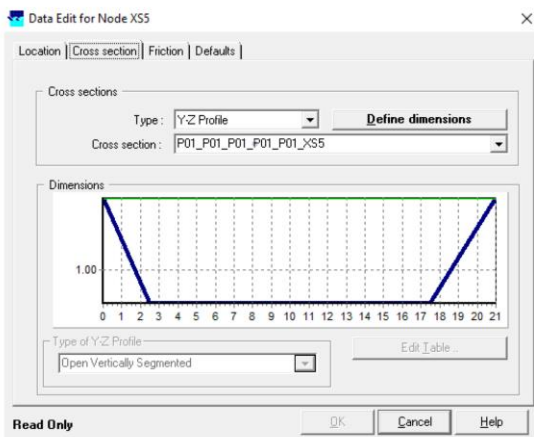 Data Edit for Node XS5
Location Cross section Friction Defaults
Cross sections
Type : Y-Z Profile Define dimensions
Cross section : P01_P01_P01_P01_P01_XS5
Dimensions
1.00
0 1 2 3 4 5 6 7 8 9 10 11 12 13 14 15 16 17 18 19 20 21
Type of Y-Z Profile
Open Vertically Segmented
Edit Table ..
Read Only OK Cancel Help